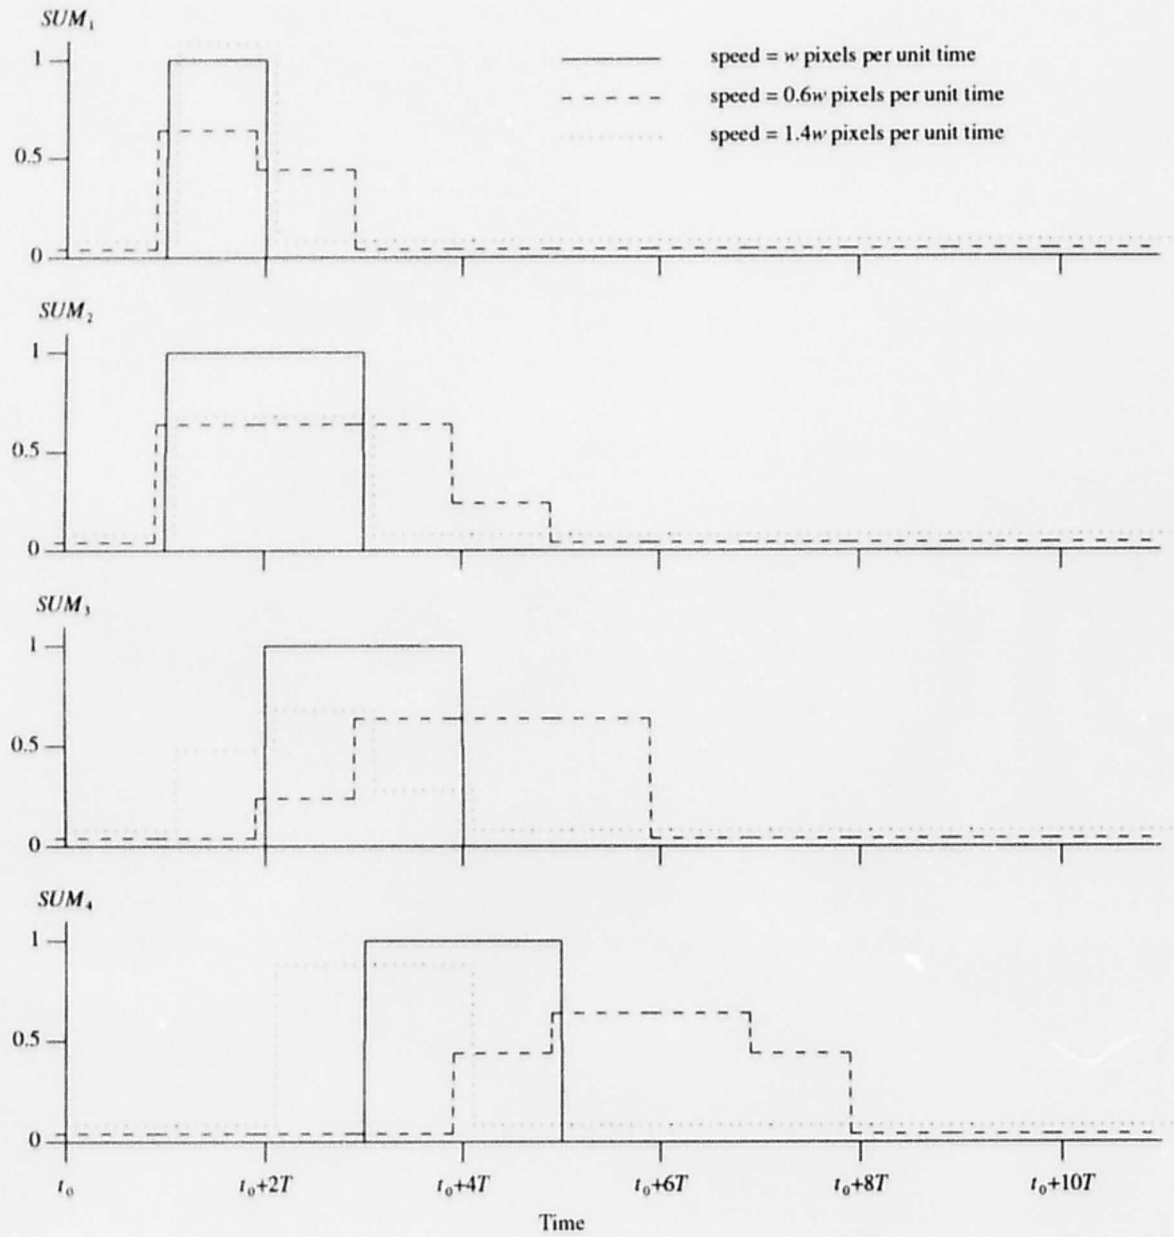 SUM₁
1
0.5
0
speed = w pixels per unit time
speed = 0.6w pixels per unit time
speed = 1.4w pixels per unit time
SUM₂
1
0.5
0
SUM₃
1
0.5
0
SUM₄
1
0.5
0
t₀ t₀+2T t₀+4T t₀+6T t₀+8T t₀+10T
Time